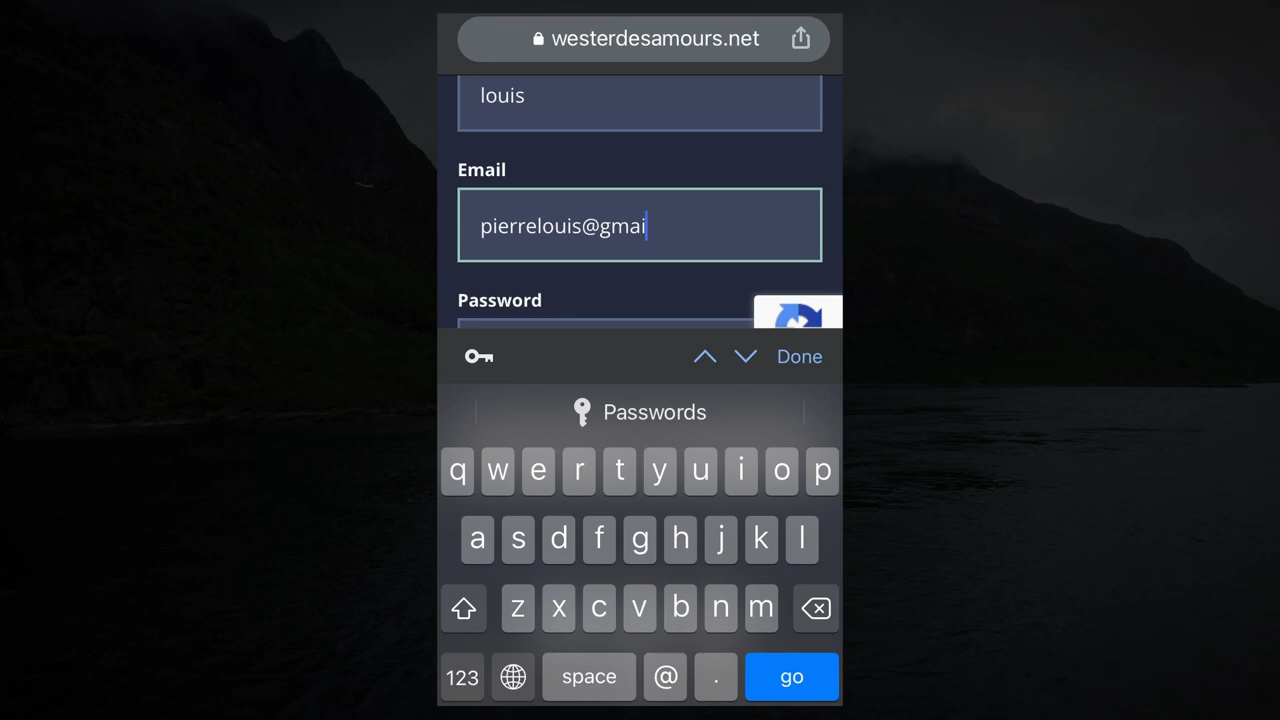 westerdesamours.net
louis
Email
pierrelouis@gmai
Password
Done
Passwords
q w e r t y u i o p
a s d f g h j k l
z x c v b n m
123 space @ . go